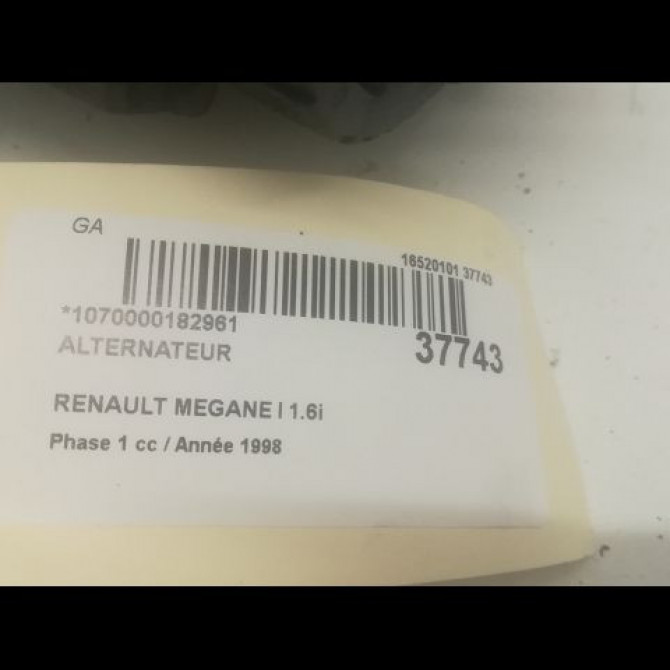 GA
16520101 37743
*1070000182961
37743
ALTERNATEUR
RENAULT MEGANE I 1.6i
Phase 1 cc / Année 1998